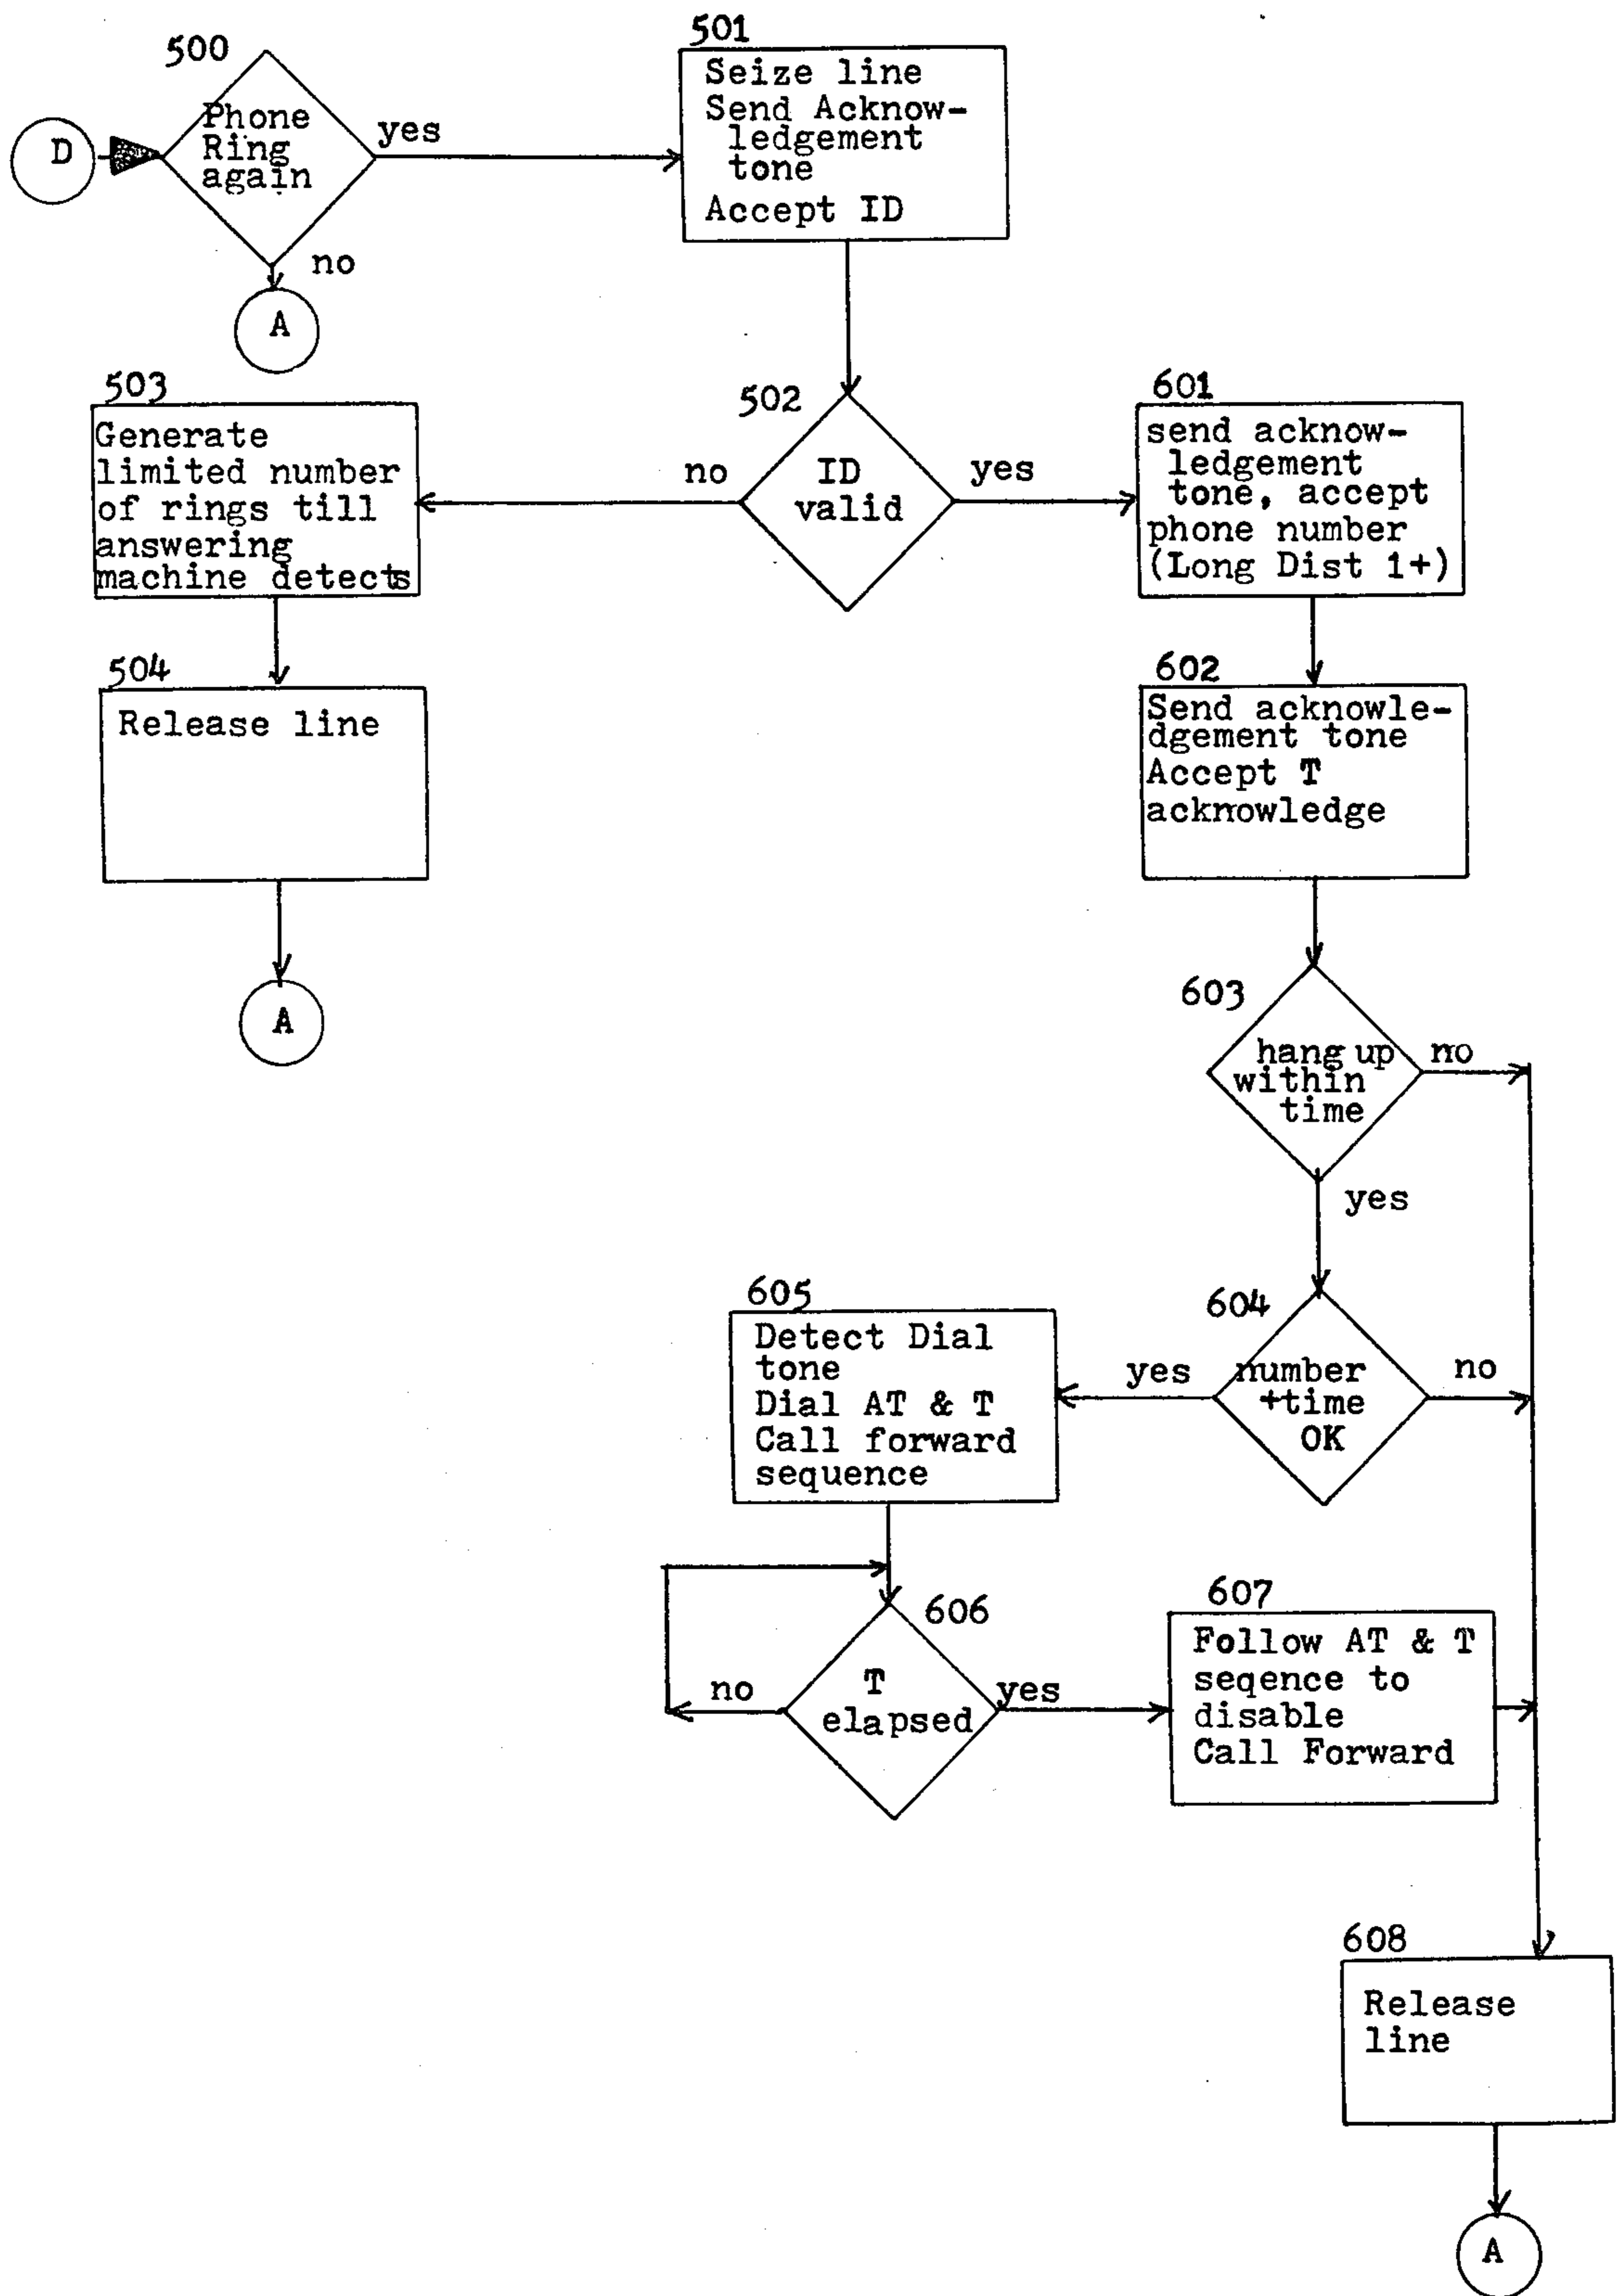 500
D
Phone
Ring
again
yes
no
A
501
Seize line
Send Acknow-
ledgement
tone
Accept ID
502
ID
valid
no
yes
503
Generate
limited number
of rings till
answering
machine detects
504
Release line
A
601
send acknow-
ledgement
tone, accept
phone number
(Long Dist 1+)
602
Send acknowle-
dgement tone
Accept T
acknowledge
603
hang up
within
time
no
yes
604
number
+time
OK
yes
no
605
Detect Dial
tone
Dial AT & T
Call forward
sequence
606
T
elapsed
no
yes
607
Follow AT & T
seqence to
disable
Call Forward
608
Release
line
A